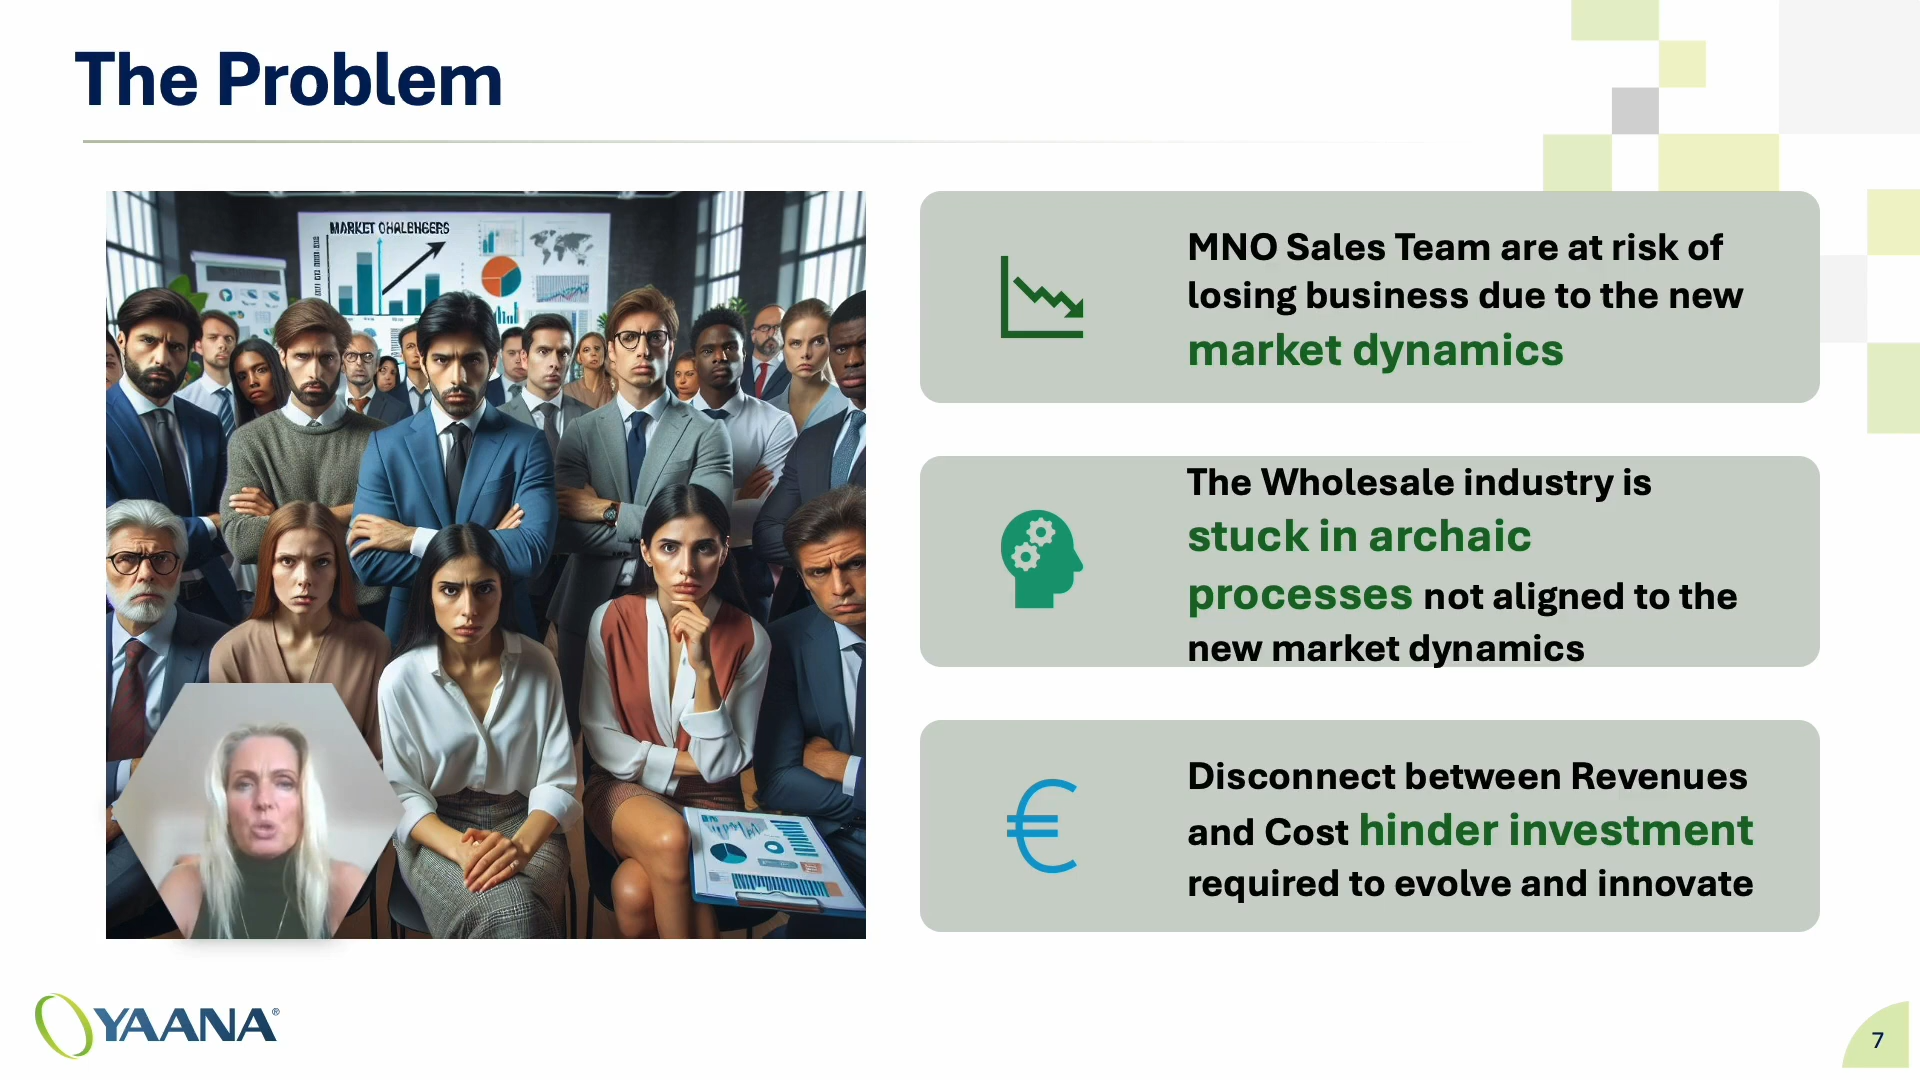 The Problem
MARKET CHALENGERS
MNO Sales Team are at risk of
losing business due to the new
market dynamics
The Wholesale industry is
stuck in archaic
processes not aligned to the
new market dynamics
Disconnect between Revenues
and Cost hinder investment
required to evolve and innovate
YAANA®
7